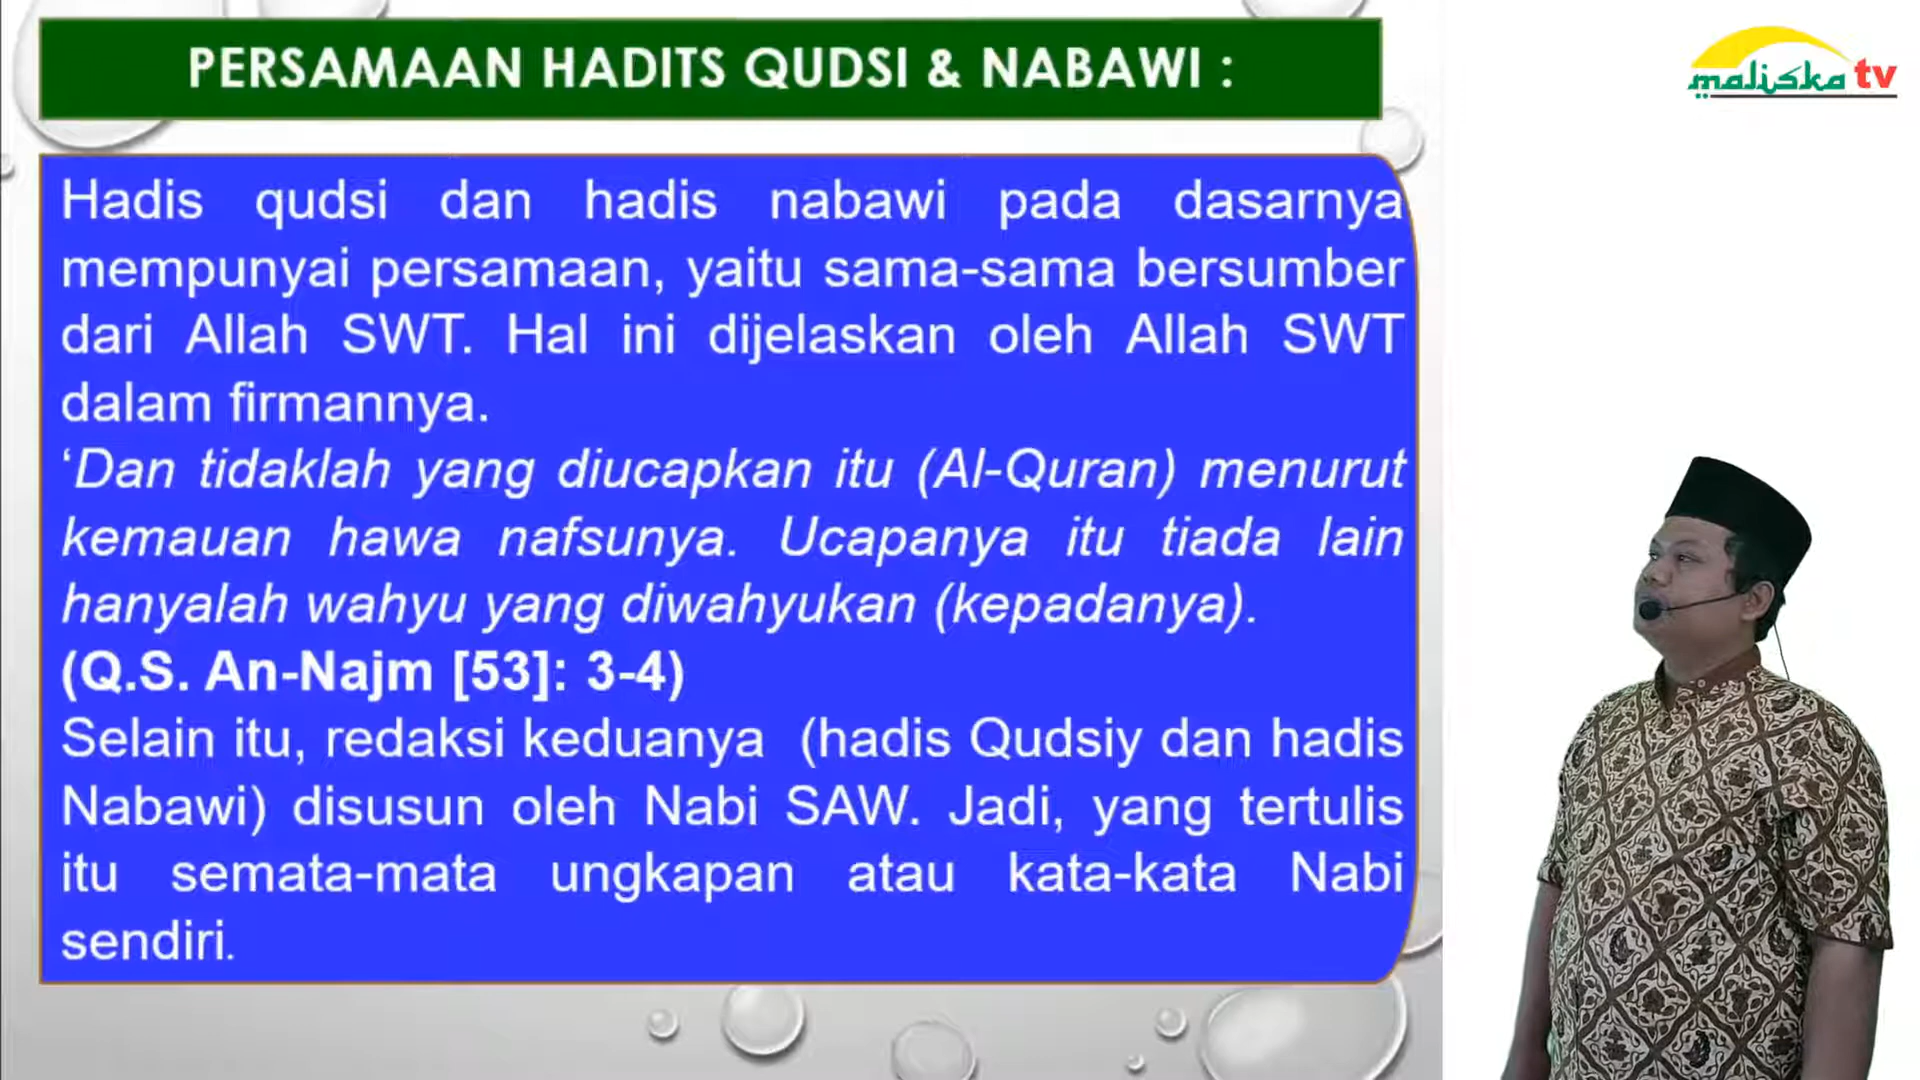 PERSAMAAN HADITS QUDSI & NABAWI :
maliska tv
Hadis qudsi dan hadis nabawi pada dasarnya
mempunyai persamaan, yaitu sama-sama bersumber
dari Allah SWT. Hal ini dijelaskan oleh Allah SWT
dalam firmannya.
‘Dan tidaklah yang diucapkan itu (Al-Quran) menurut
kemauan hawa nafsunya. Ucapanya itu tiada lain
hanyalah wahyu yang diwahyukan (kepadanya).
(Q.S. An-Najm [53]: 3-4)
Selain itu, redaksi keduanya (hadis Qudsiy dan hadis
Nabawi) disusun oleh Nabi SAW. Jadi, yang tertulis
itu semata-mata ungkapan atau kata-kata Nabi
sendiri.